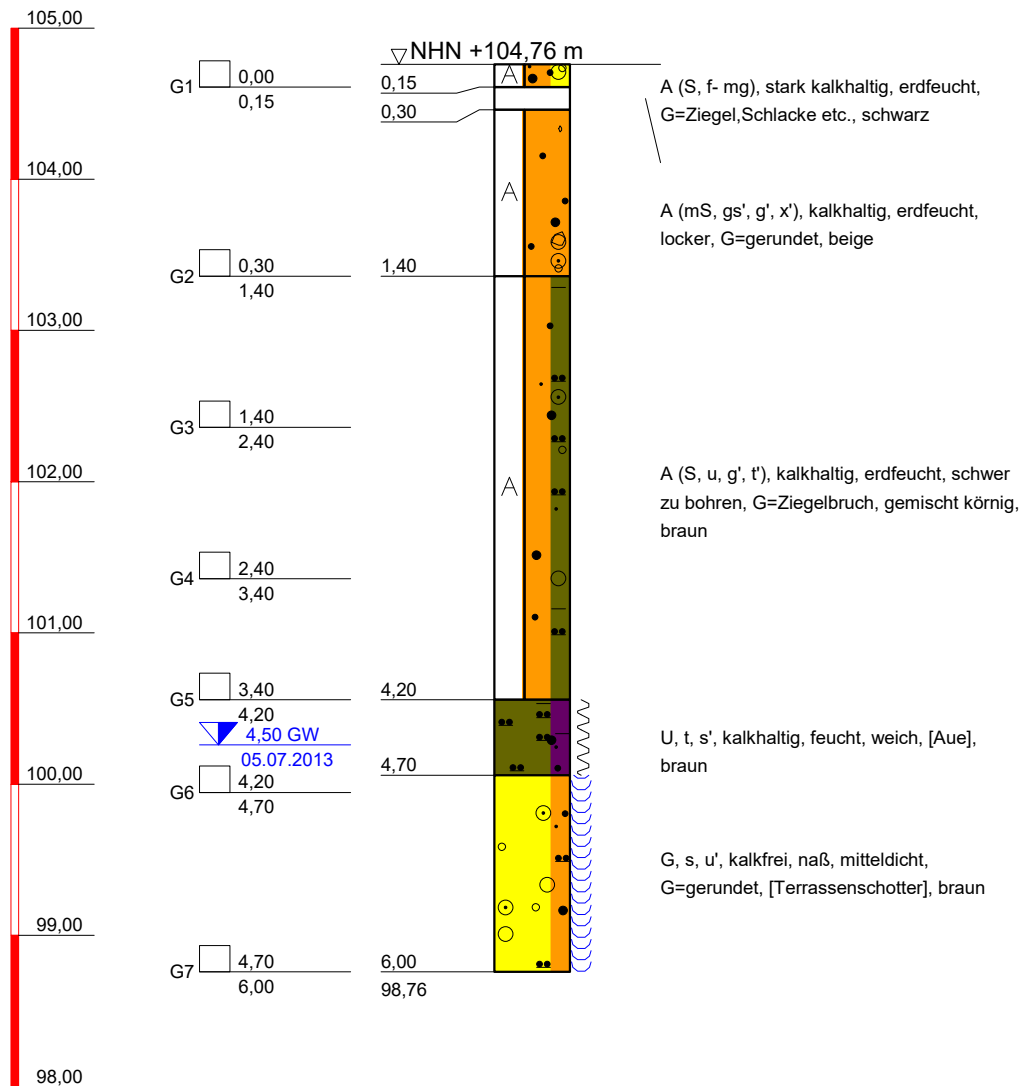 105,00
104,00
103,00
102,00
101,00
100,00
99,00
98,00
G1 0,00
0,15
G2 0,30
1,40
G3 1,40
2,40
G4 2,40
3,40
G5 3,40
4,20
4,50 GW
05.07.2013
G6 4,20
4,70
G7 4,70
6,00
NHN +104,76 m
0,15
0,30
1,40
4,20
4,70
6,00
98,76
A
A
A
A (S, f- mg), stark kalkhaltig, erdfeucht,
G=Ziegel,Schlacke etc., schwarz
A (mS, gs', g', x'), kalkhaltig, erdfeucht,
locker, G=gerundet, beige
A (S, u, g', t'), kalkhaltig, erdfeucht, schwer
zu bohren, G=Ziegelbruch, gemischt körnig,
braun
U, t, s', kalkhaltig, feucht, weich, [Aue],
braun
G, s, u', kalkfrei, naß, mitteldicht,
G=gerundet, [Terrassenschotter], braun